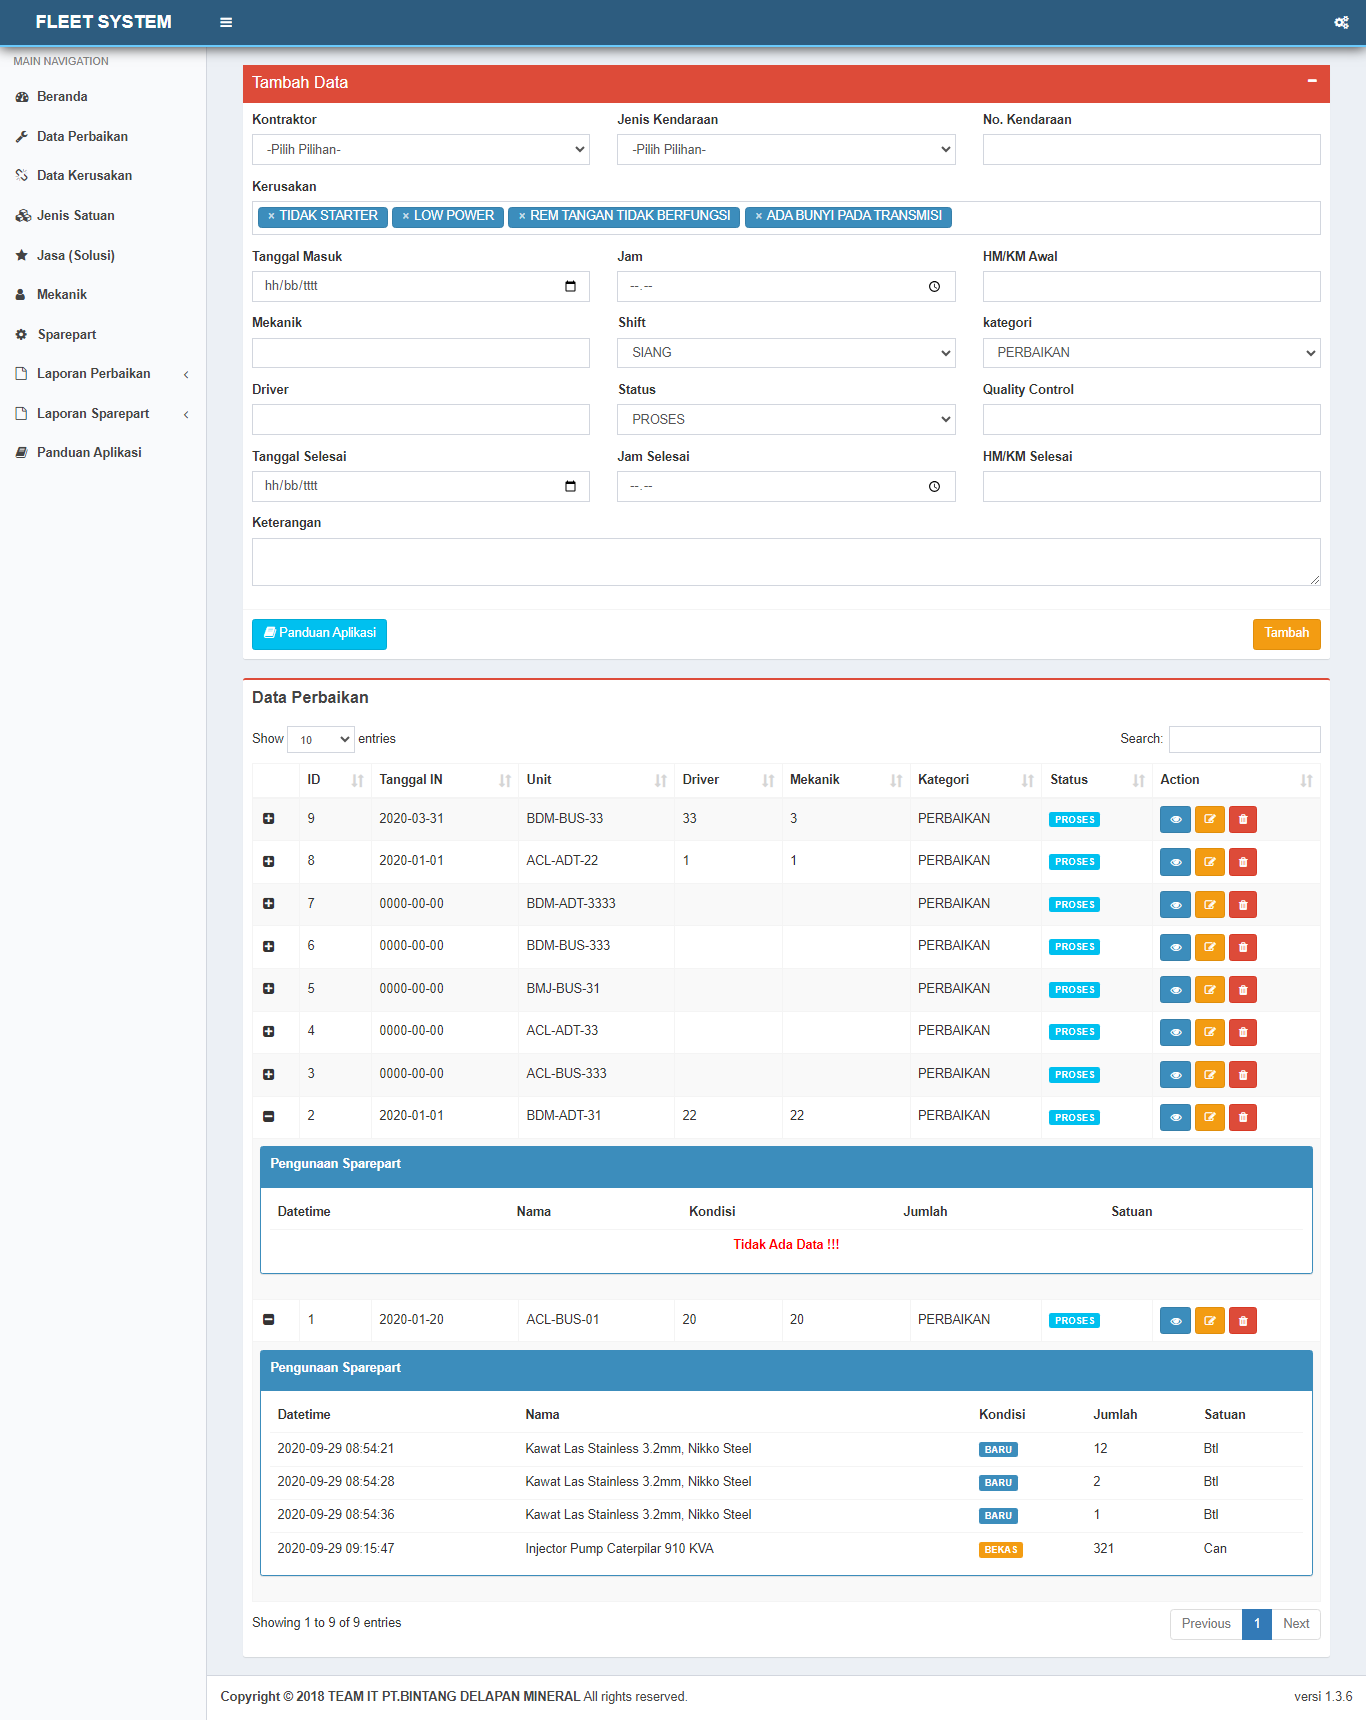 FLEET SYSTEM
MAIN NAVIGATION
Beranda
Data Perbaikan
Data Kerusakan
Jenis Satuan
Jasa (Solusi)
Mekanik
Sparepart
Laporan Perbaikan
Laporan Sparepart
Panduan Aplikasi
Tambah Data
Kontraktor Jenis Kendaraan No. Kendaraan
-Pilih Pilihan- -Pilih Pilihan-
Kerusakan
× TIDAK STARTER × LOW POWER × REM TANGAN TIDAK BERFUNGSI × ADA BUNYI PADA TRANSMISI
Tanggal Masuk Jam HM/KM Awal
hh/bb/tttt --.--
Mekanik Shift kategori
SIANG PERBAIKAN
Driver Status Quality Control
PROSES
Tanggal Selesai Jam Selesai HM/KM Selesai
hh/bb/tttt --.--
Keterangan
Panduan Aplikasi Tambah
Data Perbaikan
Show 10 entries Search:
ID Tanggal IN Unit Driver Mekanik Kategori Status Action
9 2020-03-31 BDM-BUS-33 33 3 PERBAIKAN PROSES
8 2020-01-01 ACL-ADT-22 1 1 PERBAIKAN PROSES
7 0000-00-00 BDM-ADT-3333 PERBAIKAN PROSES
6 0000-00-00 BDM-BUS-333 PERBAIKAN PROSES
5 0000-00-00 BMJ-BUS-31 PERBAIKAN PROSES
4 0000-00-00 ACL-ADT-33 PERBAIKAN PROSES
3 0000-00-00 ACL-BUS-333 PERBAIKAN PROSES
2 2020-01-01 BDM-ADT-31 22 22 PERBAIKAN PROSES
Pengunaan Sparepart
Datetime Nama Kondisi Jumlah Satuan
Tidak Ada Data !!!
1 2020-01-20 ACL-BUS-01 20 20 PERBAIKAN PROSES
Pengunaan Sparepart
Datetime Nama Kondisi Jumlah Satuan
2020-09-29 08:54:21 Kawat Las Stainless 3.2mm, Nikko Steel BARU 12 Btl
2020-09-29 08:54:28 Kawat Las Stainless 3.2mm, Nikko Steel BARU 2 Btl
2020-09-29 08:54:36 Kawat Las Stainless 3.2mm, Nikko Steel BARU 1 Btl
2020-09-29 09:15:47 Injector Pump Caterpilar 910 KVA BEKAS 321 Can
Showing 1 to 9 of 9 entries Previous 1 Next
Copyright © 2018 TEAM IT PT.BINTANG DELAPAN MINERAL All rights reserved. versi 1.3.6